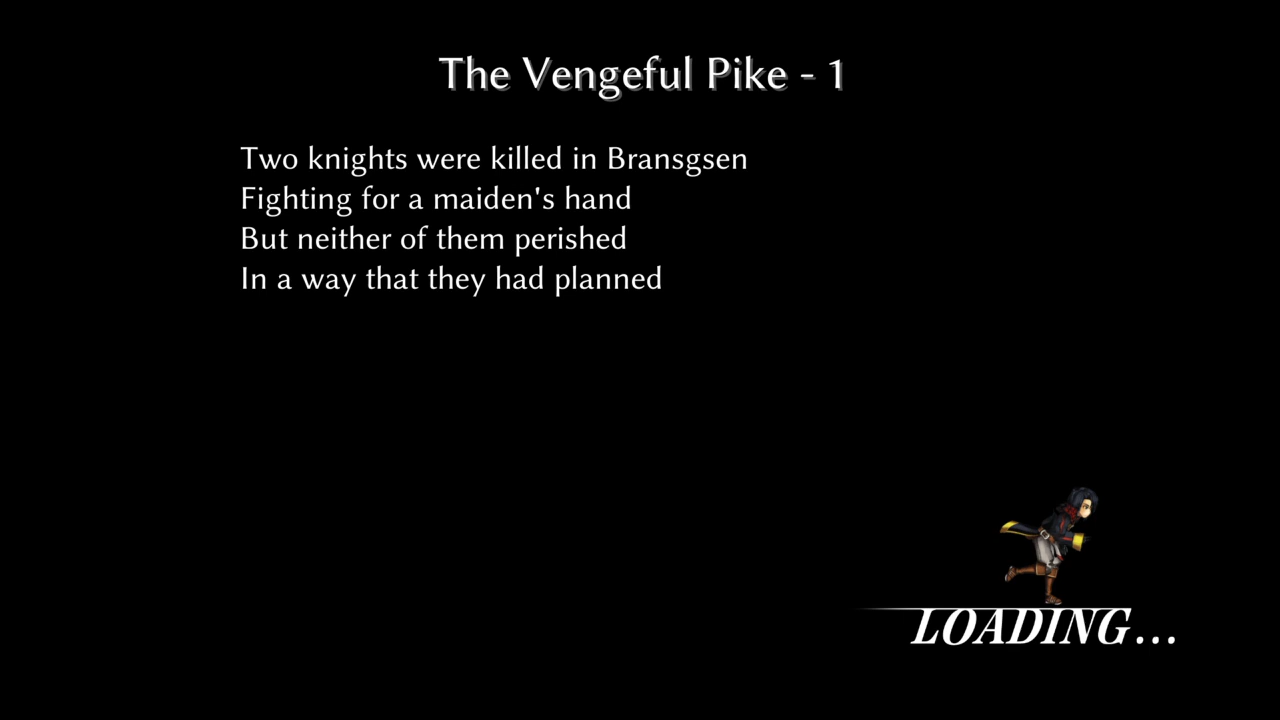 The Vengeful Pike - 1
Two knights were killed in Bransgsen
Fighting for a maiden's hand
But neither of them perished
In a way that they had planned
LOADING...